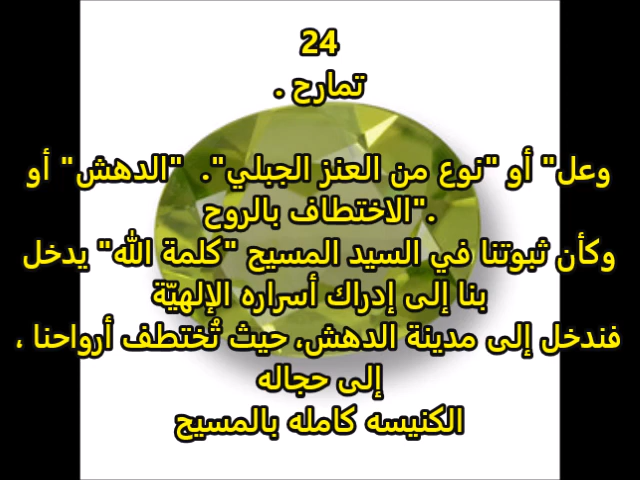 24
تمارح .
وعل" أو "نوع من العنز الجبلي". "الدهش" أو
"الاختطاف بالروح".
وكأن ثبوتنا في السيد المسيح "كلمة الله" يدخل
بنا إلى إدراك أسراره الإلهيّة
فندخل إلى مدينة الدهش، حيث تُختطف أرواحنا ،
إلى حجاله
الكنيسه كامله بالمسيح